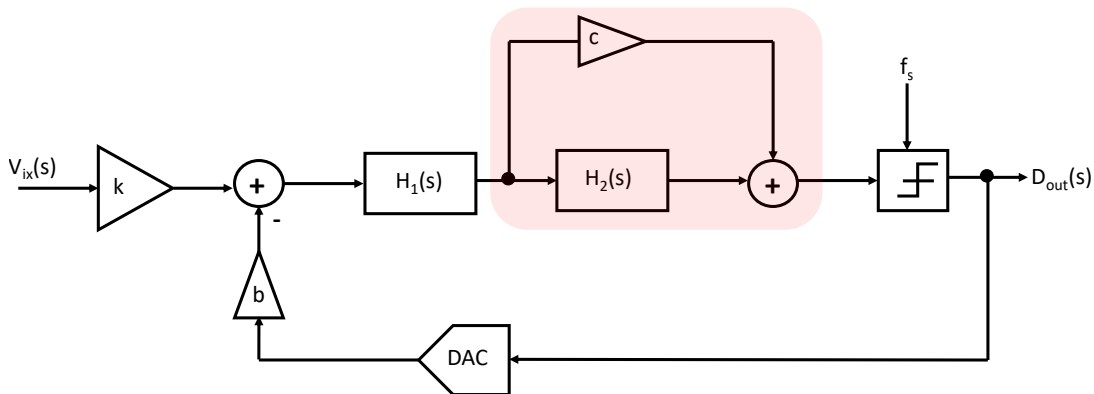 c
f_s
V_ix(s)
k
+
H_1(s)
H_2(s)
+
D_out(s)
-
b
DAC